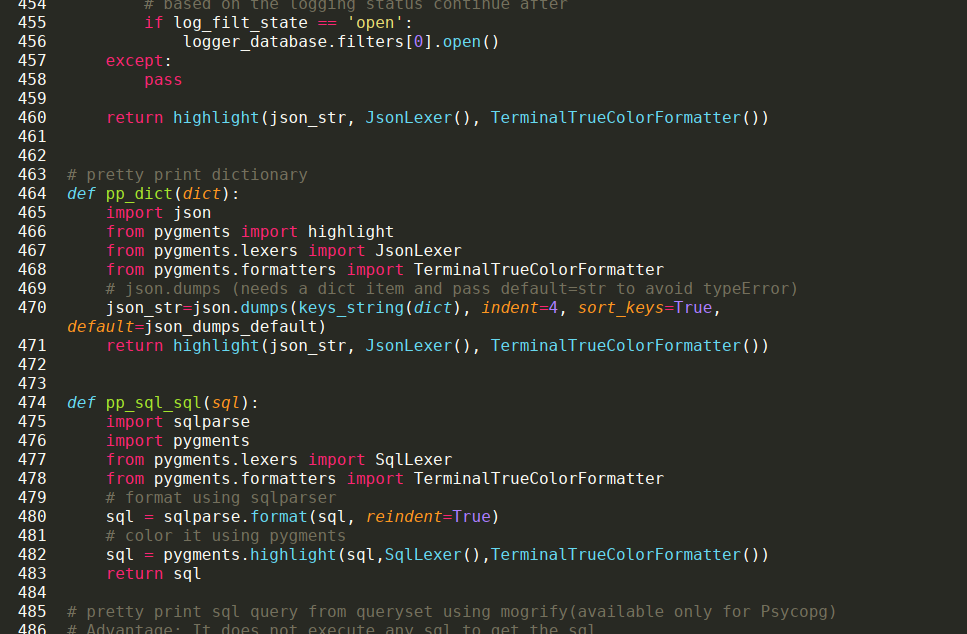 454          # based on the logging status continue after
455          if log_filt_state == 'open':
456              logger_database.filters[0].open()
457      except:
458          pass
459
460      return highlight(json_str, JsonLexer(), TerminalTrueColorFormatter())
461
462
463  # pretty print dictionary
464  def pp_dict(dict):
465      import json
466      from pygments import highlight
467      from pygments.lexers import JsonLexer
468      from pygments.formatters import TerminalTrueColorFormatter
469      # json.dumps (needs a dict item and pass default=str to avoid typeError)
470      json_str=json.dumps(keys_string(dict), indent=4, sort_keys=True,
default=json_dumps_default)
471      return highlight(json_str, JsonLexer(), TerminalTrueColorFormatter())
472
473
474  def pp_sql_sql(sql):
475      import sqlparse
476      import pygments
477      from pygments.lexers import SqlLexer
478      from pygments.formatters import TerminalTrueColorFormatter
479      # format using sqlparser
480      sql = sqlparse.format(sql, reindent=True)
481      # color it using pygments
482      sql = pygments.highlight(sql,SqlLexer(),TerminalTrueColorFormatter())
483      return sql
484
485  # pretty print sql query from queryset using mogrify(available only for Psycopg)
486  # Advantage: It does not execute any sql to get the sql